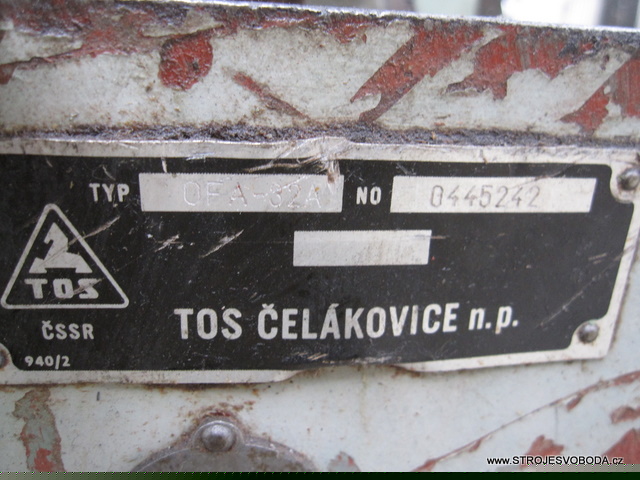 TYP OFA-32A NO 0445242
TOS
ČSSR
TOS ČELÁKOVICE n.p.
940/2
WWW.STROJESVOBODA.CZ